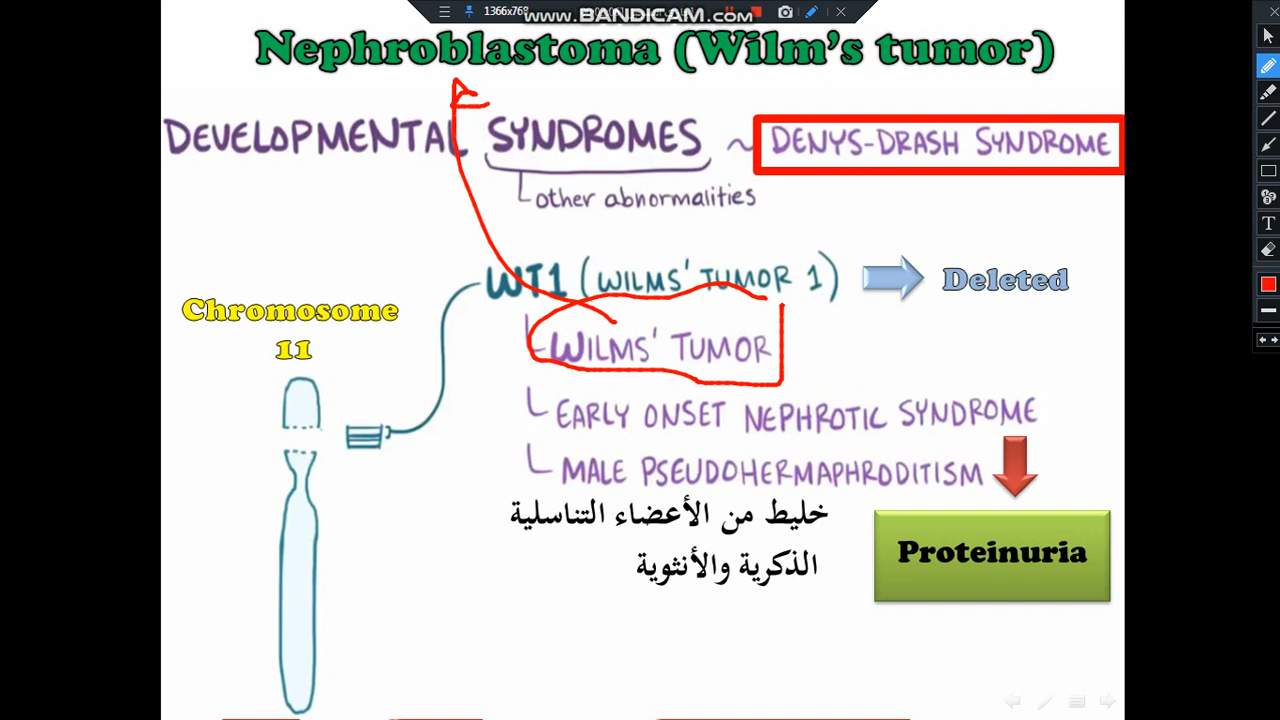 1366x768
www.BANDICAM.com
Nephroblastoma (Wilm's tumor)
DEVELOPMENTAL SYNDROMES ~ DENYS-DRASH SYNDROME
other abnormalities
WT1 (WILMS' TUMOR 1)
Deleted
Chromosome
11
WILMS' TUMOR
EARLY ONSET NEPHROTIC SYNDROME
MALE PSEUDOHERMAPHRODITISM
خليط من الأعضاء التناسلية
الذكرية والأنثوية
Proteinuria
T